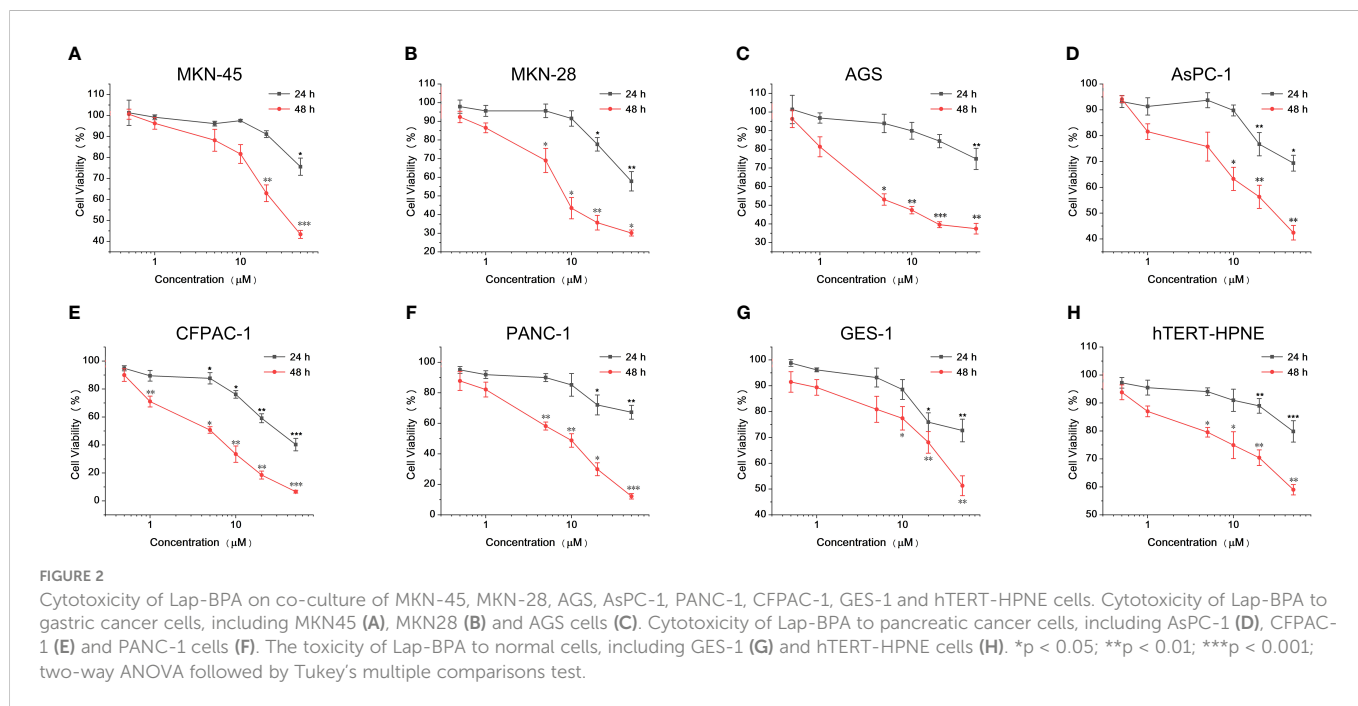 A
MKN-45
24 h
48 h
Cell Viability (%)
110
100
90
80
70
60
50
40
1
10
Concentration (μM)
*
**
***
B
MKN-28
24 h
48 h
Cell Viability (%)
110
100
90
80
70
60
50
40
30
20
1
10
Concentration (μM)
*
**
*
*
**
*
C
AGS
24 h
48 h
Cell Viability (%)
110
100
90
80
70
60
50
40
30
1
10
Concentration (μM)
**
*
**
***
**
D
AsPC-1
24 h
48 h
Cell Viability (%)
100
90
80
70
60
50
40
1
10
Concentration (μM)
**
*
*
**
**
E
CFPAC-1
24 h
48 h
Cell Viability (%)
100
80
60
40
20
0
1
10
Concentration (μM)
*
*
**
***
**
*
**
**
***
F
PANC-1
24 h
48 h
Cell Viability (%)
100
80
60
40
20
0
1
10
Concentration (μM)
*
**
**
**
*
***
G
GES-1
24 h
48 h
Cell Viability (%)
100
90
80
70
60
50
40
1
10
Concentration (μM)
*
**
*
**
**
H
hTERT-HPNE
24 h
48 h
Cell Viability (%)
100
90
80
70
60
50
1
10
Concentration (μM)
**
***
*
*
**
**
FIGURE 2
Cytotoxicity of Lap-BPA on co-culture of MKN-45, MKN-28, AGS, AsPC-1, PANC-1, CFPAC-1, GES-1 and hTERT-HPNE cells. Cytotoxicity of Lap-BPA to
gastric cancer cells, including MKN45 (A), MKN28 (B) and AGS cells (C). Cytotoxicity of Lap-BPA to pancreatic cancer cells, including AsPC-1 (D), CFPAC-
1 (E) and PANC-1 cells (F). The toxicity of Lap-BPA to normal cells, including GES-1 (G) and hTERT-HPNE cells (H). *p < 0.05; **p < 0.01; ***p < 0.001;
two-way ANOVA followed by Tukey's multiple comparisons test.